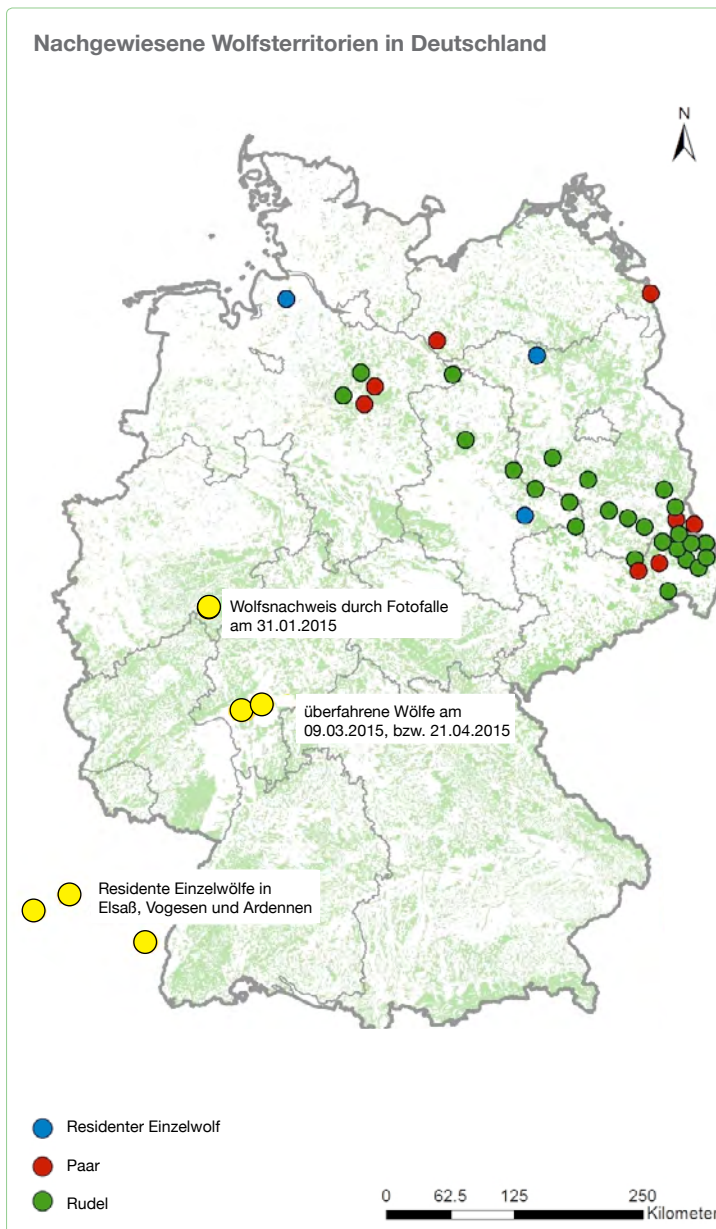 Nachgewiesene Wolfsterritorien in Deutschland
N
Wolfsnachweis durch Fotofalle
am 31.01.2015
überfahrene Wölfe am
09.03.2015, bzw. 21.04.2015
Residente Einzelwölfe in
Elsaß, Vogesen und Ardennen
Residenter Einzelwolf
Paar
Rudel
0 62.5 125 250
Kilometer